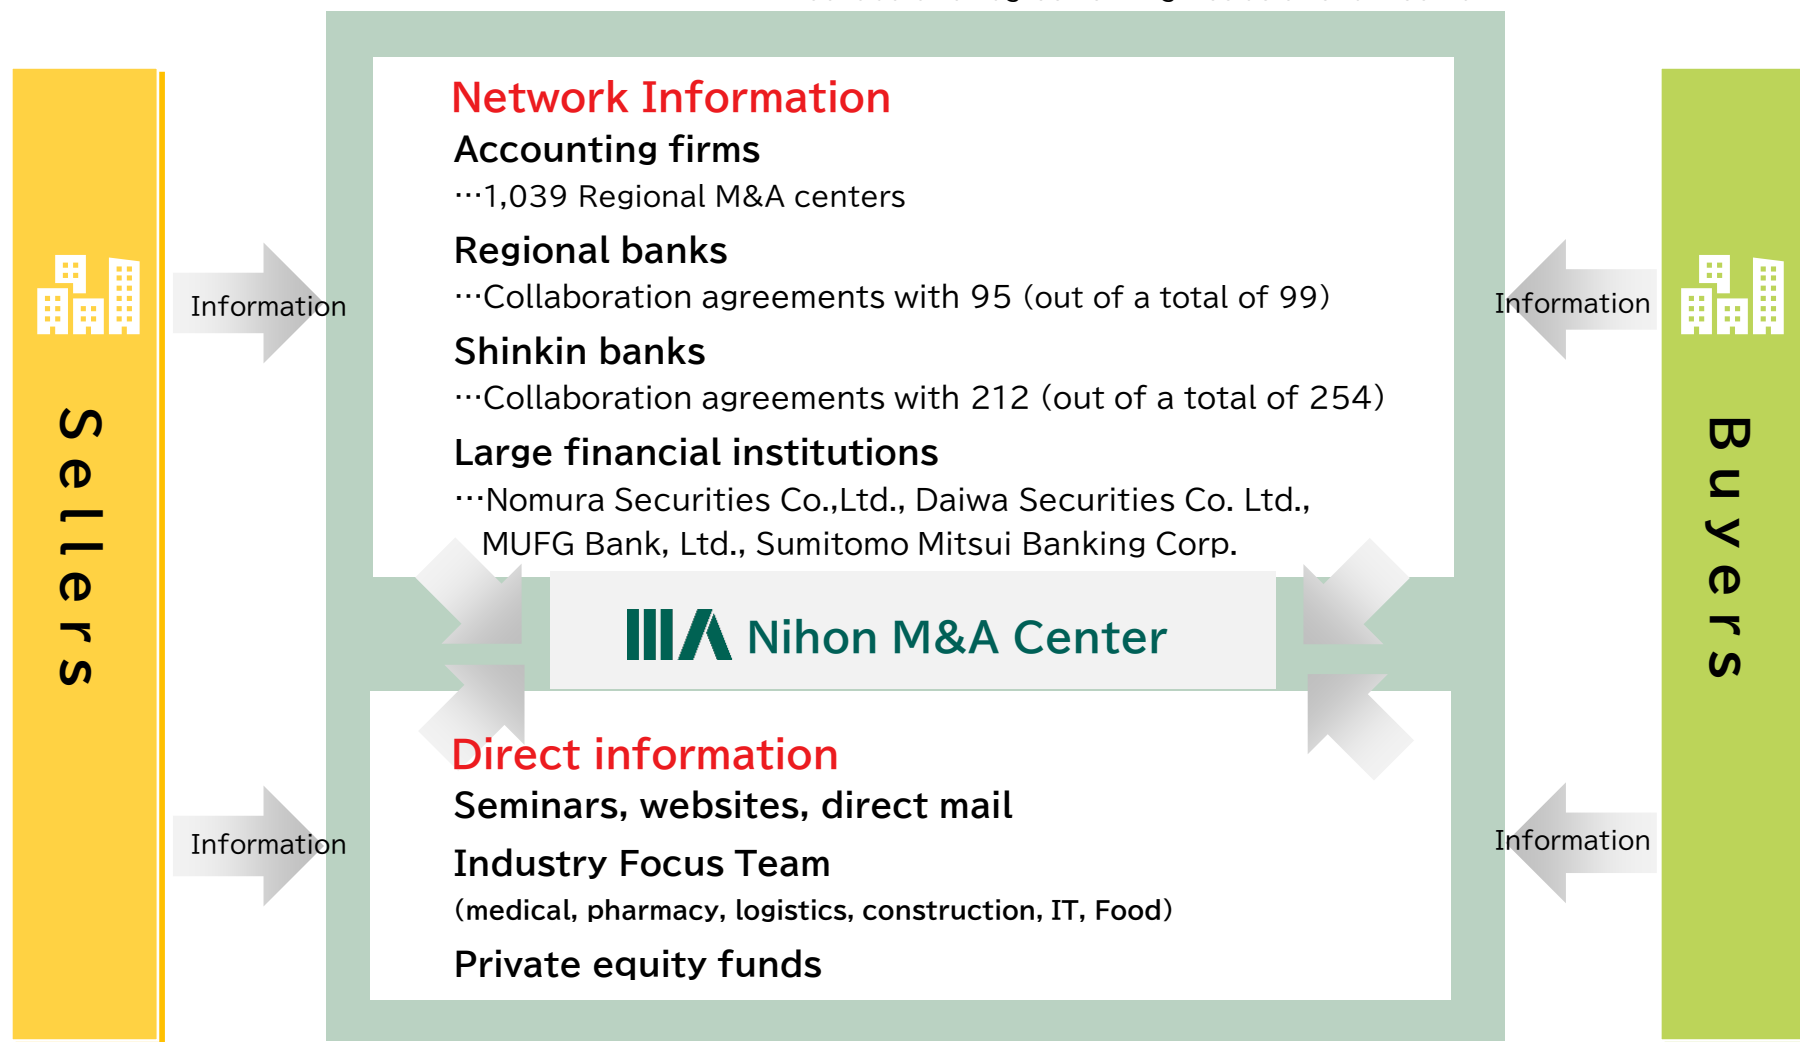 Network Information
Accounting firms
…1,039 Regional M&A centers
Regional banks
…Collaboration agreements with 95 (out of a total of 99)
Shinkin banks
…Collaboration agreements with 212 (out of a total of 254)
Large financial institutions
…Nomura Securities Co.,Ltd., Daiwa Securities Co. Ltd.,
MUFG Bank, Ltd., Sumitomo Mitsui Banking Corp.
Sellers
Information
Information
Buyers
Nihon M&A Center
Direct information
Seminars, websites, direct mail
Information
Information
Industry Focus Team
(medical, pharmacy, logistics, construction, IT, Food)
Private equity funds